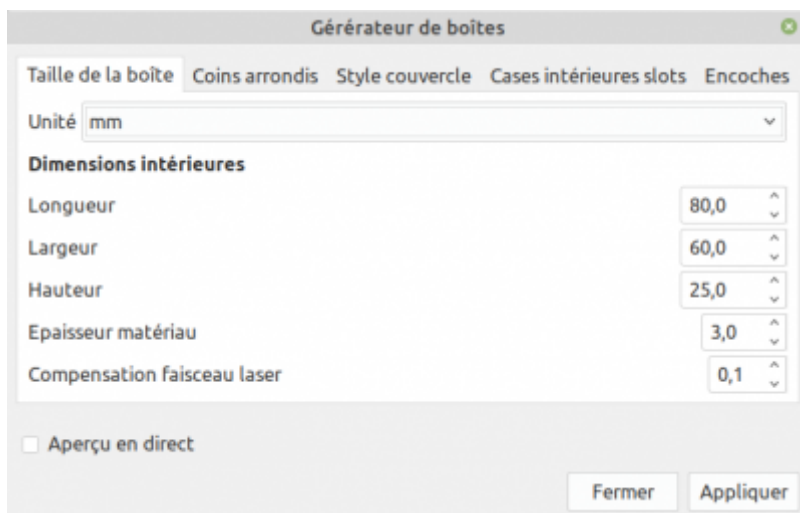 Gérérateur de boîtes
Taille de la boîte Coins arrondis Style couvercle Cases intérieures slots Encoches
Unité mm
Dimensions intérieures
Longueur 80,0
Largeur 60,0
Hauteur 25,0
Epaisseur matériau 3,0
Compensation faisceau laser 0,1
Aperçu en direct
Fermer Appliquer